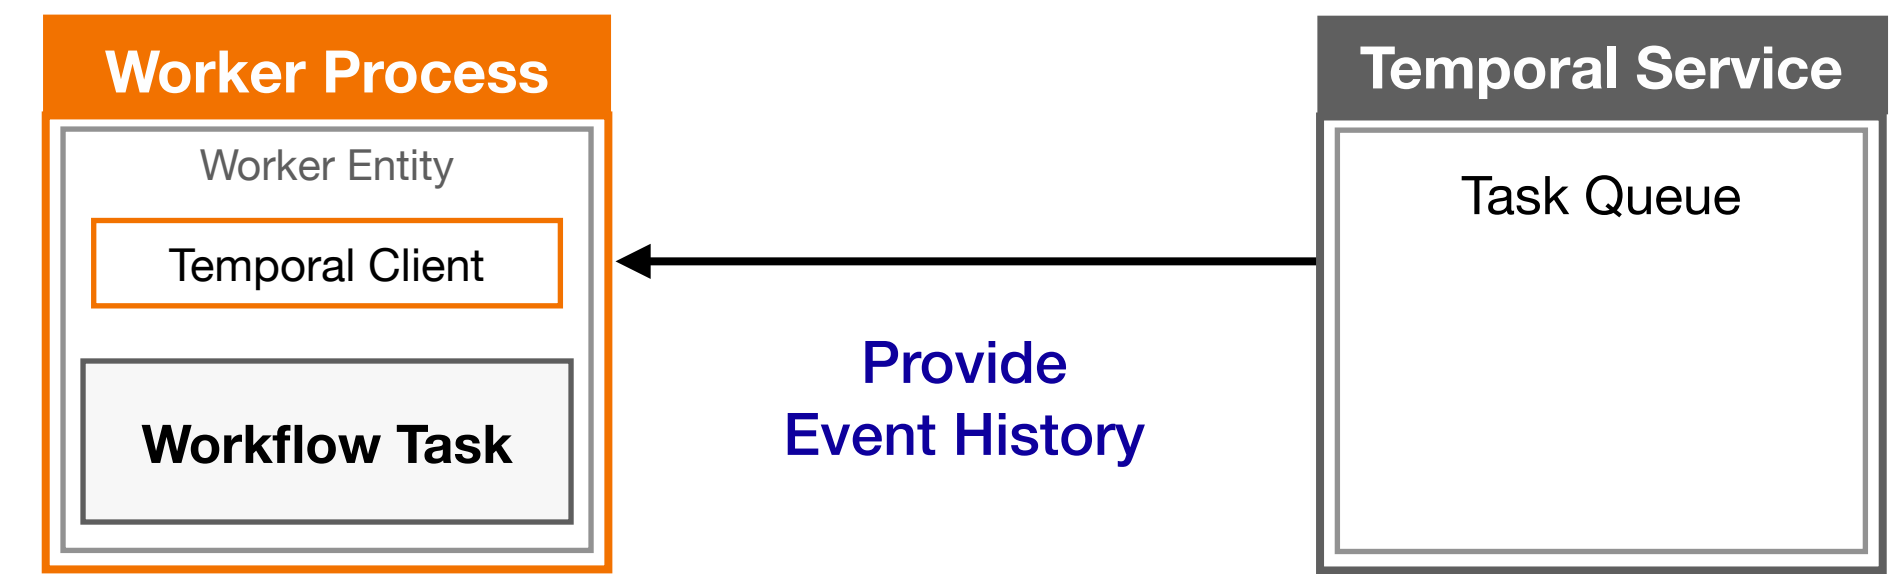 Worker Process
Worker Entity
Temporal Client
Workflow Task
Provide
Event History
Temporal Service
Task Queue